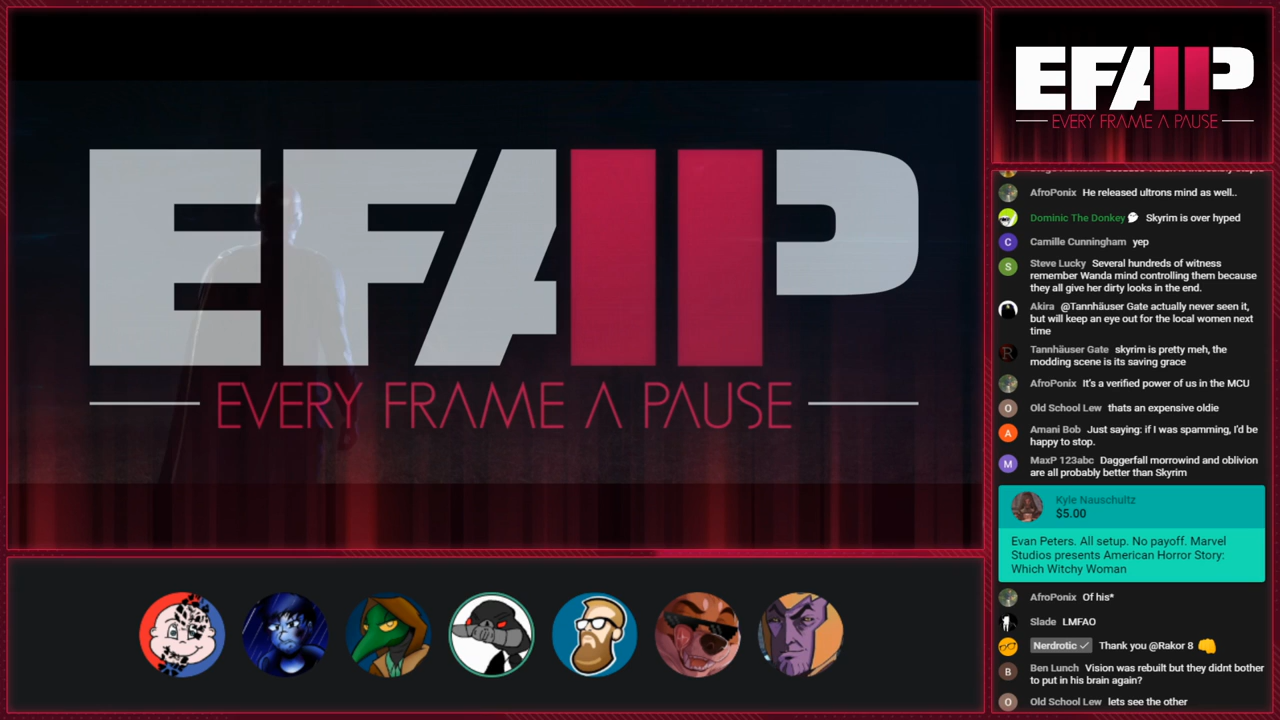 EFAP
EVERY FRAME A PAUSE
EFAP
EVERY FRAME A PAUSE
AfroPonix He released ultrons mind as well..
Dominic The Donkey Skyrim is over hyped
C
Camille Cunningham yep
S
Steve Lucky Several hundreds of witness
remember Wanda mind controlling them because
they all give her dirty looks in the end.
Akira @Tannhäuser Gate actually never seen it,
but will keep an eye out for the local women next
time
R
Tannhäuser Gate skyrim is pretty meh, the
modding scene is its saving grace
AfroPonix It's a verified power of us in the MCU
O
Old School Lew thats an expensive oldie
A
Amani Bob Just saying: if I was spamming, I'd be
happy to stop.
M
MaxP 123abc Daggerfall morrowind and oblivion
are all probably better than Skyrim
Kyle Nauschultz
$5.00
Evan Peters. All setup. No payoff. Marvel
Studios presents American Horror Story:
Which Witchy Woman
AfroPonix Of his*
Slade LMFAO
Nerdrotic Thank you @Rakor 8
B
Ben Lunch Vision was rebuilt but they didnt bother
to put in his brain again?
O
Old School Lew lets see the other